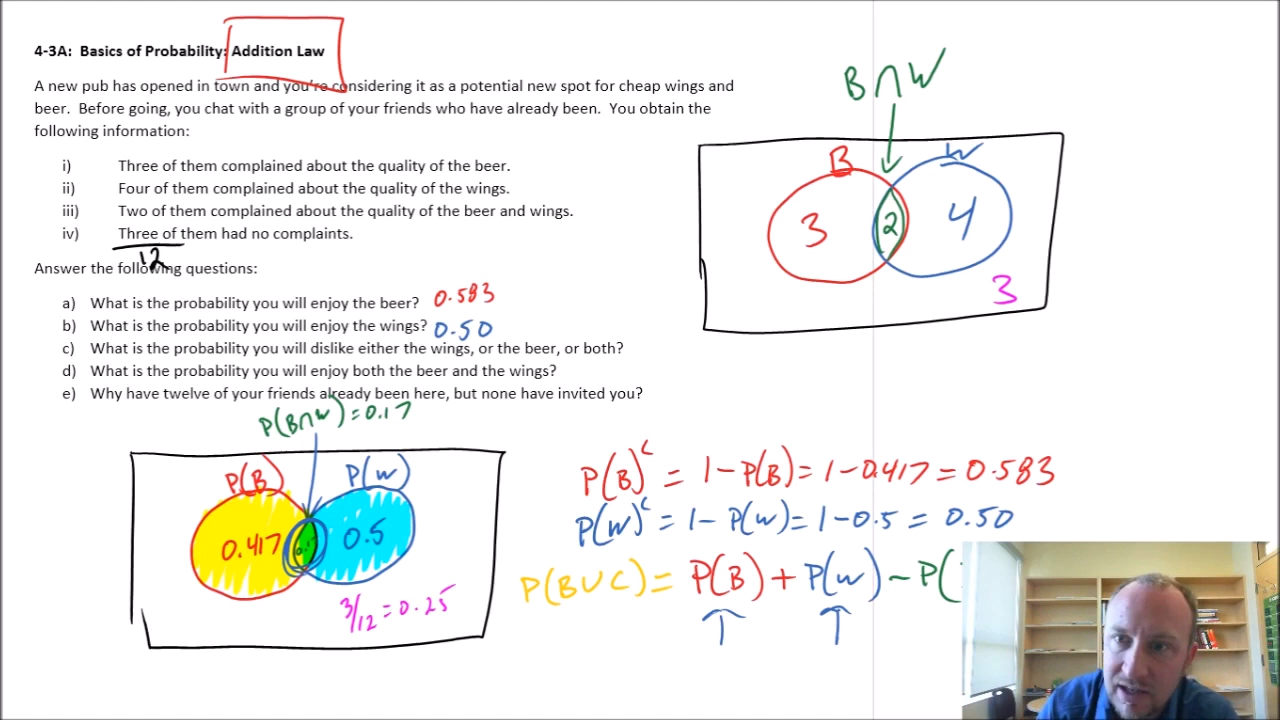 4-3A: Basics of Probability: Addition Law
A new pub has opened in town and you're considering it as a potential new spot for cheap wings and
beer. Before going, you chat with a group of your friends who have already been. You obtain the
following information:
i) Three of them complained about the quality of the beer.
ii) Four of them complained about the quality of the wings.
iii) Two of them complained about the quality of the beer and wings.
iv) Three of them had no complaints.
12
Answer the following questions:
a) What is the probability you will enjoy the beer? 0.583
b) What is the probability you will enjoy the wings? 0.50
c) What is the probability you will dislike either the wings, or the beer, or both?
d) What is the probability you will enjoy both the beer and the wings?
e) Why have twelve of your friends already been here, but none have invited you?
B∩W
B W
3 2 4
3
P(B∩W)=0.17
P(B) P(W)
0.417 0.5
3/12 = 0.25
P(B)ᶜ = 1-P(B) = 1-0.417 = 0.583
P(W)ᶜ = 1-P(W) = 1-0.5 = 0.50
P(BUC) = P(B) + P(W) - P(